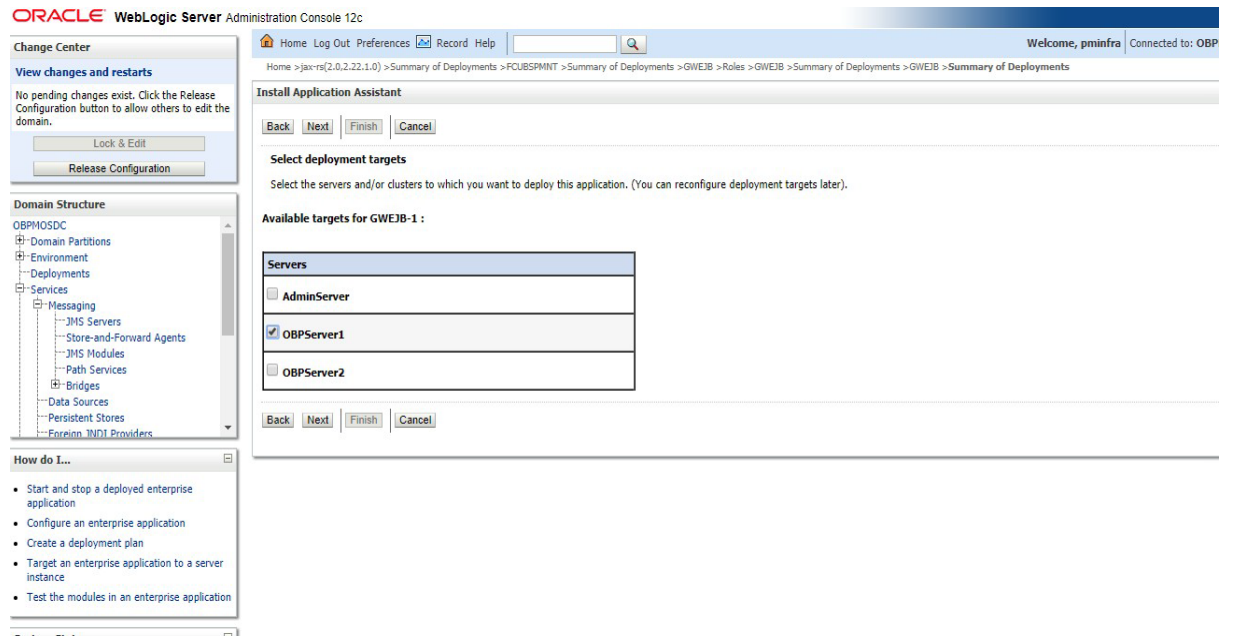 ORACLE WebLogic Server Administration Console 12c
Change Center
View changes and restarts
No pending changes exist. Click the Release
Configuration button to allow others to edit the
domain.
Lock & Edit
Release Configuration
Domain Structure
OBPMOSDC
Domain Partitions
Environment
Deployments
Services
Messaging
JMS Servers
Store-and-Forward Agents
JMS Modules
Path Services
Bridges
Data Sources
Persistent Stores
Foreign JNDI Providers
How do I...
Start and stop a deployed enterprise
application
Configure an enterprise application
Create a deployment plan
Target an enterprise application to a server
instance
Test the modules in an enterprise application
Home Log Out Preferences Record Help
Welcome, pminfra Connected to: OBP
Home >jax-rs(2.0,2.22.1.0) >Summary of Deployments >FCUBSPMNT >Summary of Deployments >GWEJB >Roles >GWEJB >Summary of Deployments >GWEJB >Summary of Deployments
Install Application Assistant
Back Next Finish Cancel
Select deployment targets
Select the servers and/or clusters to which you want to deploy this application. (You can reconfigure deployment targets later).
Available targets for GWEJB-1 :
Servers
AdminServer
OBPServer1
OBPServer2
Back Next Finish Cancel